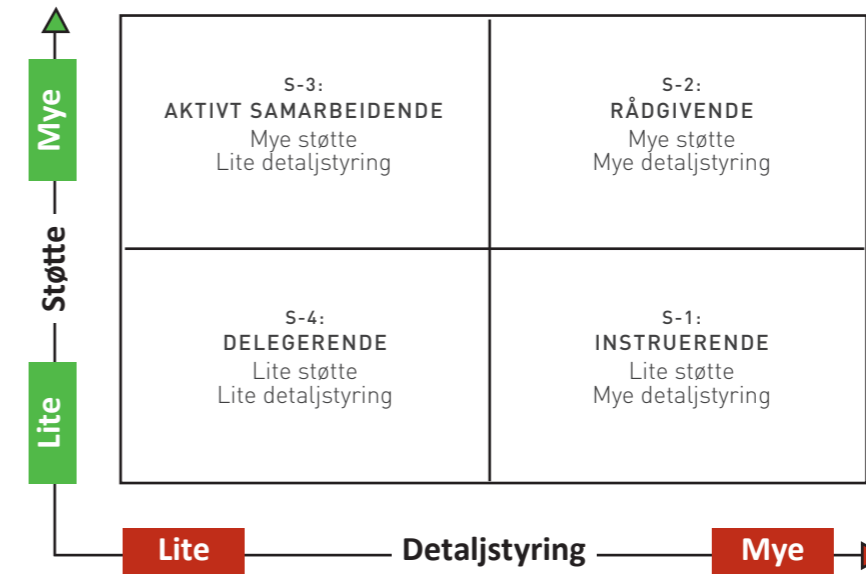 Mye
Støtte
Lite
S-3:
AKTIVT SAMARBEIDENDE
Mye støtte
Lite detaljstyring
S-2:
RÅDGIVENDE
Mye støtte
Mye detaljstyring
S-4:
DELEGERENDE
Lite støtte
Lite detaljstyring
S-1:
INSTRUERENDE
Lite støtte
Mye detaljstyring
Lite
Detaljstyring
Mye